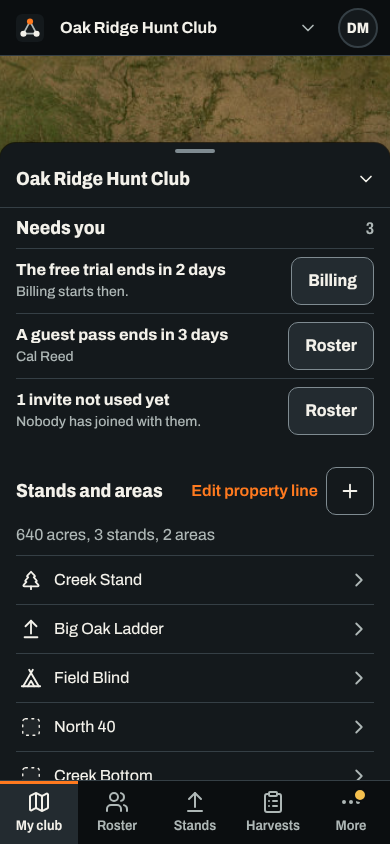 Oak Ridge Hunt Club
DM
Oak Ridge Hunt Club
Needs you
3
The free trial ends in 2 days
Billing starts then.
Billing
A guest pass ends in 3 days
Cal Reed
Roster
1 invite not used yet
Nobody has joined with them.
Roster
Stands and areas
Edit property line
640 acres, 3 stands, 2 areas
Creek Stand
Big Oak Ladder
Field Blind
North 40
Creek Bottom
My club
Roster
Stands
Harvests
More